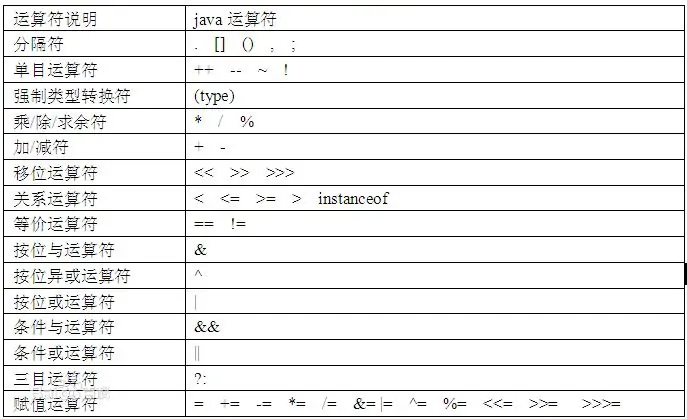 运算符说明 java 运算符
分隔符 . [] () , ;
单目运算符 ++ -- ~ !
强制类型转换符 (type)
乘/除/求余符 * / %
加/减符 + -
移位运算符 << >> >>>
关系运算符 < <= >= > instanceof
等价运算符 == !=
按位与运算符 &
按位异或运算符 ^
按位或运算符 |
条件与运算符 &&
条件或运算符 ||
三目运算符 ?:
赋值运算符 = += -= *= /= &= |= ^= %= <<= >>= >>>=